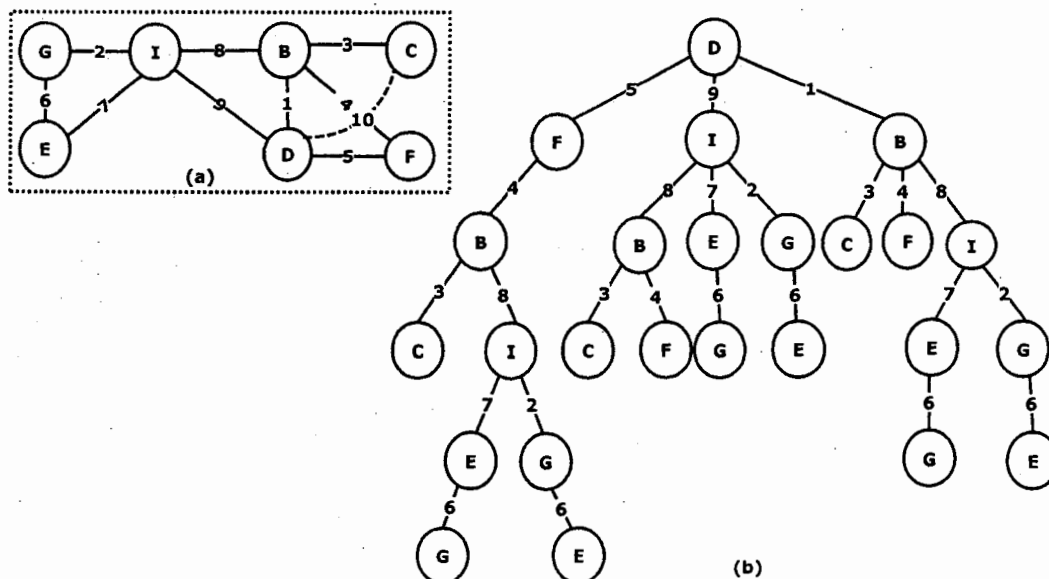 G 2 I 8 B 3 C
6 7 9 1 4
10
E D 5 F
(a)
D
5 9 1
F I B
4 8 7 2 3 4 8
B B E G C F I
3 8 3 4 6 6 7 2
C I C F G E E G
7 2 6 6
E G G E
6 6
G E
(b)